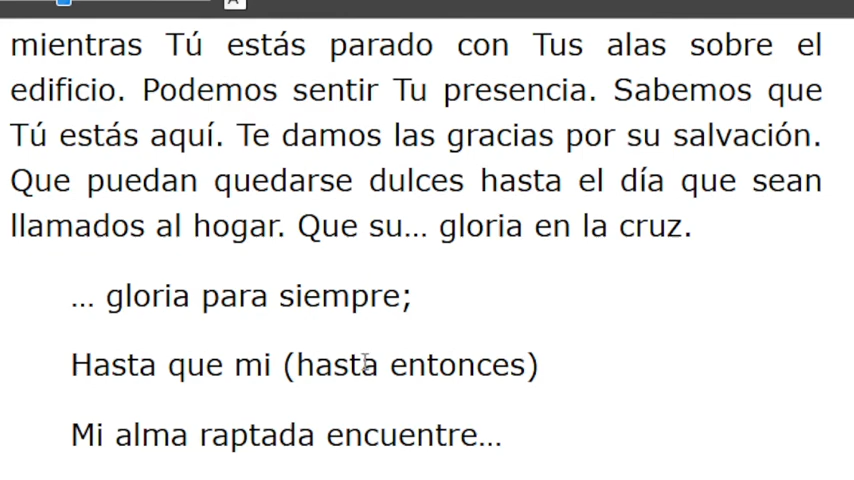 mientras Tú estás parado con Tus alas sobre el
edificio. Podemos sentir Tu presencia. Sabemos que
Tú estás aquí. Te damos las gracias por su salvación.
Que puedan quedarse dulces hasta el día que sean
llamados al hogar. Que su… gloria en la cruz.
… gloria para siempre;
Hasta que mi (hasta entonces)
Mi alma raptada encuentre…